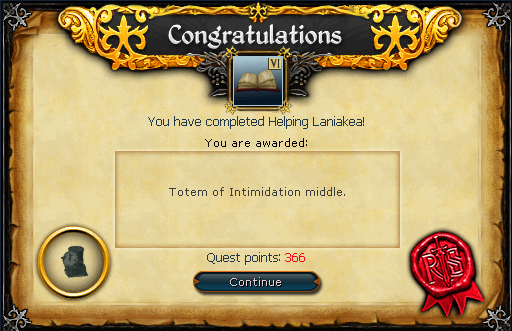 Congratulations
VI
You have completed Helping Laniakea!
You are awarded:
Totem of Intimidation middle.
Quest points: 366
Continue
RS